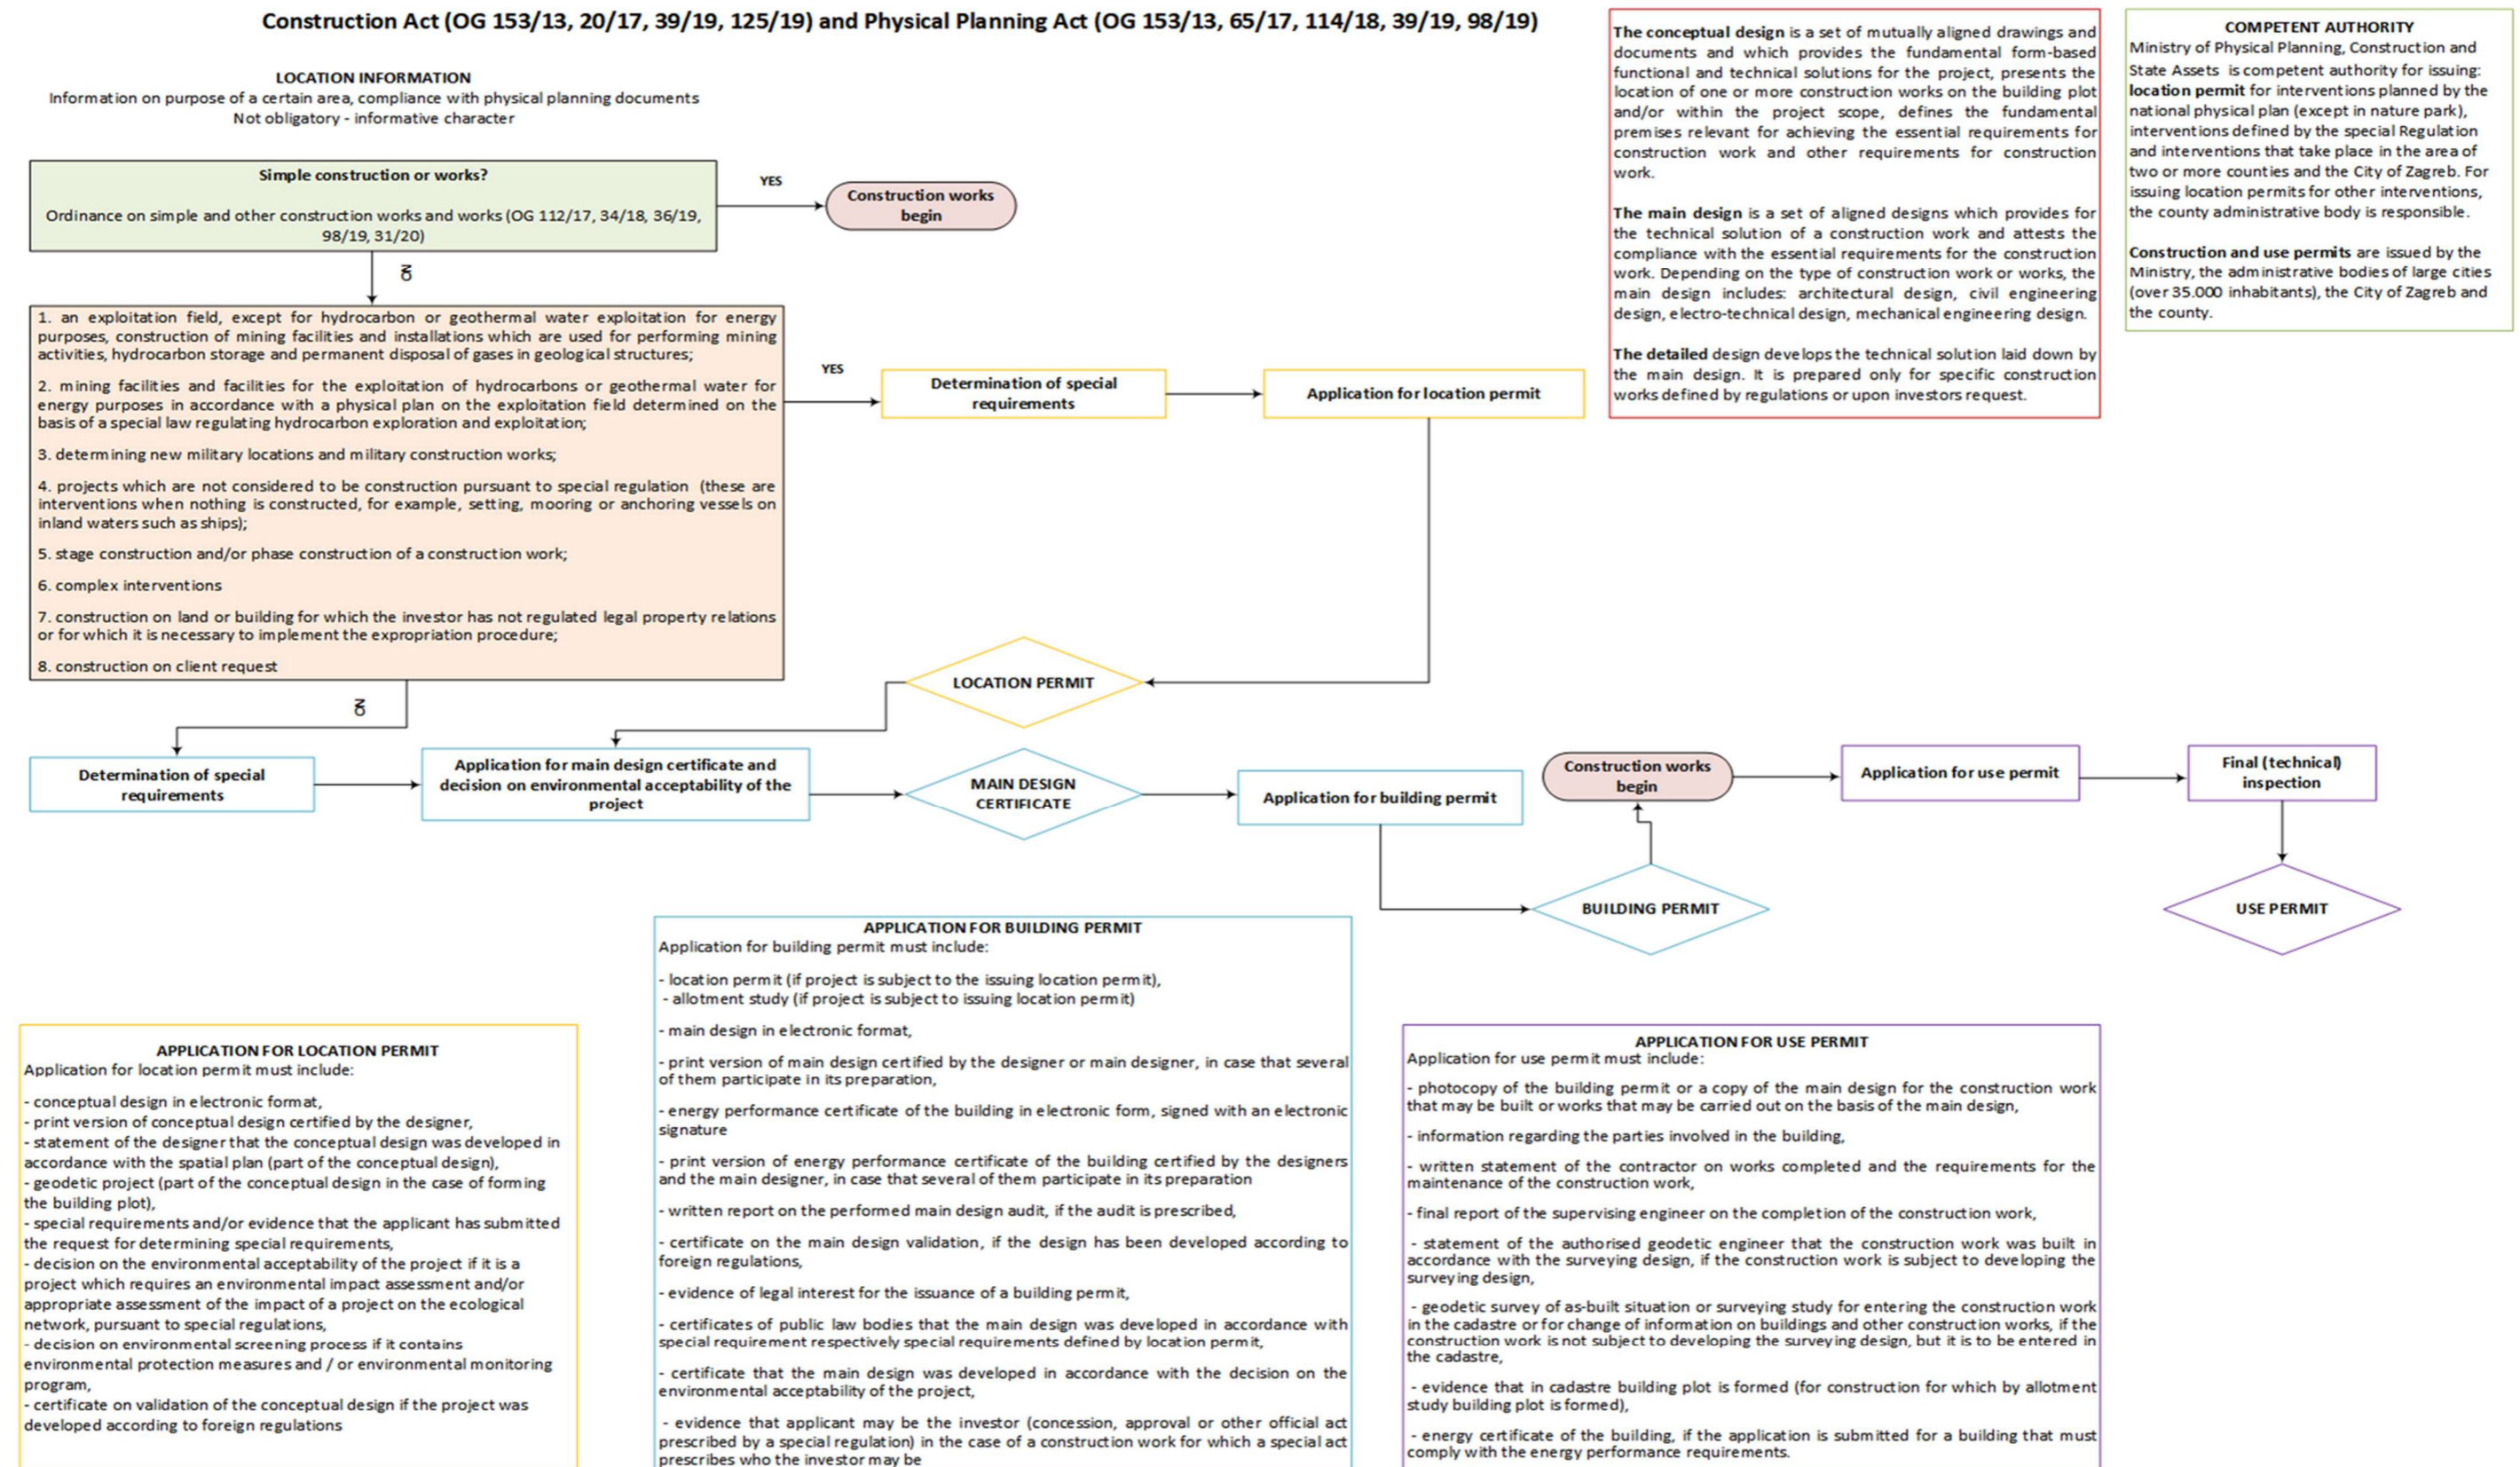 Construction Act (OG 153/13, 20/17, 39/19, 125/19) and Physical Planning Act (OG 153/13, 65/17, 114/18, 39/19, 98/19)
LOCATION INFORMATION
Information on purpose of a certain area, compliance with physical planning documents
Not obligatory - informative character
Simple construction or works?
Ordinance on simple and other construction works and works (OG 112/17, 34/18, 36/19,
98/19, 31/20)
YES
Construction works
begin
NO
1. an exploitation field, except for hydrocarbon or geothermal water exploitation for energy
purposes, construction of mining facilities and installations which are used for performing mining
activities, hydrocarbon storage and permanent disposal of gases in geological structures;
2. mining facilities and facilities for the exploitation of hydrocarbons or geothermal water for
energy purposes in accordance with a physical plan on the exploitation field determined on the
basis of a special law regulating hydrocarbon exploration and exploitation;
3. determining new military locations and military construction works;
4. projects which are not considered to be construction pursuant to special regulation (these are
interventions when nothing is constructed, for example, setting, mooring or anchoring vessels on
inland waters such as ships);
5. stage construction and/or phase construction of a construction work;
6. complex interventions
7. construction on land or building for which the investor has not regulated legal property relations
or for which it is necessary to implement the expropriation procedure;
8. construction on client request
YES
Determination of special
requirements
Application for location permit
The conceptual design is a set of mutually aligned drawings and
documents and which provides the fundamental form-based
functional and technical solutions for the project, presents the
location of one or more construction works on the building plot
and/or within the project scope, defines the fundamental
premises relevant for achieving the essential requirements for
construction work and other requirements for construction
work.
The main design is a set of aligned designs which provides for
the technical solution of a construction work and attests the
compliance with the essential requirements for the construction
work. Depending on the type of construction work or works, the
main design includes: architectural design, civil engineering
design, electro-technical design, mechanical engineering design.
The detailed design develops the technical solution laid down by
the main design. It is prepared only for specific construction
works defined by regulations or upon investors request.
COMPETENT AUTHORITY
Ministry of Physical Planning, Construction and
State Assets is competent authority for issuing:
location permit for interventions planned by the
national physical plan (except in nature park),
interventions defined by the special Regulation
and interventions that take place in the area of
two or more counties and the City of Zagreb. For
issuing location permits for other interventions,
the county administrative body is responsible.
Construction and use permits are issued by the
Ministry, the administrative bodies of large cities
(over 35.000 inhabitants), the City of Zagreb and
the county.
LOCATION PERMIT
NO
Determination of special
requirements
Application for main design certificate and
decision on environmental acceptability of the
project
MAIN DESIGN
CERTIFICATE
Application for building permit
Construction works
begin
Application for use permit
Final (technical)
inspection
BUILDING PERMIT
USE PERMIT
APPLICATION FOR LOCATION PERMIT
Application for location permit must include:
- conceptual design in electronic format,
- print version of conceptual design certified by the designer,
- statement of the designer that the conceptual design was developed in
accordance with the spatial plan (part of the conceptual design),
- geodetic project (part of the conceptual design in the case of forming
the building plot),
- special requirements and/or evidence that the applicant has submitted
the request for determining special requirements,
- decision on the environmental acceptability of the project if it is a
project which requires an environmental impact assessment and/or
appropriate assessment of the impact of a project on the ecological
network, pursuant to special regulations,
- decision on environmental screening process if it contains
environmental protection measures and / or environmental monitoring
program,
- certificate on validation of the conceptual design if the project was
developed according to foreign regulations
APPLICATION FOR BUILDING PERMIT
Application for building permit must include:
- location permit (if project is subject to the issuing location permit),
- allotment study (if project is subject to issuing location permit)
- main design in electronic format,
- print version of main design certified by the designer or main designer, in case that several
of them participate in its preparation,
- energy performance certificate of the building in electronic form, signed with an electronic
signature
- print version of energy performance certificate of the building certified by the designers
and the main designer, in case that several of them participate in its preparation
- written report on the performed main design audit, if the audit is prescribed,
- certificate on the main design validation, if the design has been developed according to
foreign regulations,
- evidence of legal interest for the issuance of a building permit,
- certificates of public law bodies that the main design was developed in accordance with
special requirement respectively special requirements defined by location permit,
- certificate that the main design was developed in accordance with the decision on the
environmental acceptability of the project,
- evidence that applicant may be the investor (concession, approval or other official act
prescribed by a special regulation) in the case of a construction work for which a special act
prescribes who the investor may be
APPLICATION FOR USE PERMIT
Application for use permit must include:
- photocopy of the building permit or a copy of the main design for the construction work
that may be built or works that may be carried out on the basis of the main design,
- information regarding the parties involved in the building,
- written statement of the contractor on works completed and the requirements for the
maintenance of the construction work,
- final report of the supervising engineer on the completion of the construction work,
- statement of the authorised geodetic engineer that the construction work was built in
accordance with the surveying design, if the construction work is subject to developing the
surveying design,
- geodetic survey of as-built situation or surveying study for entering the construction work
in the cadastre or for change of information on buildings and other construction works, if the
construction work is not subject to developing the surveying design, but it is to be entered in
the cadastre,
- evidence that in cadastre building plot is formed (for construction for which by allotment
study building plot is formed),
- energy certificate of the building, if the application is submitted for a building that must
comply with the energy performance requirements.